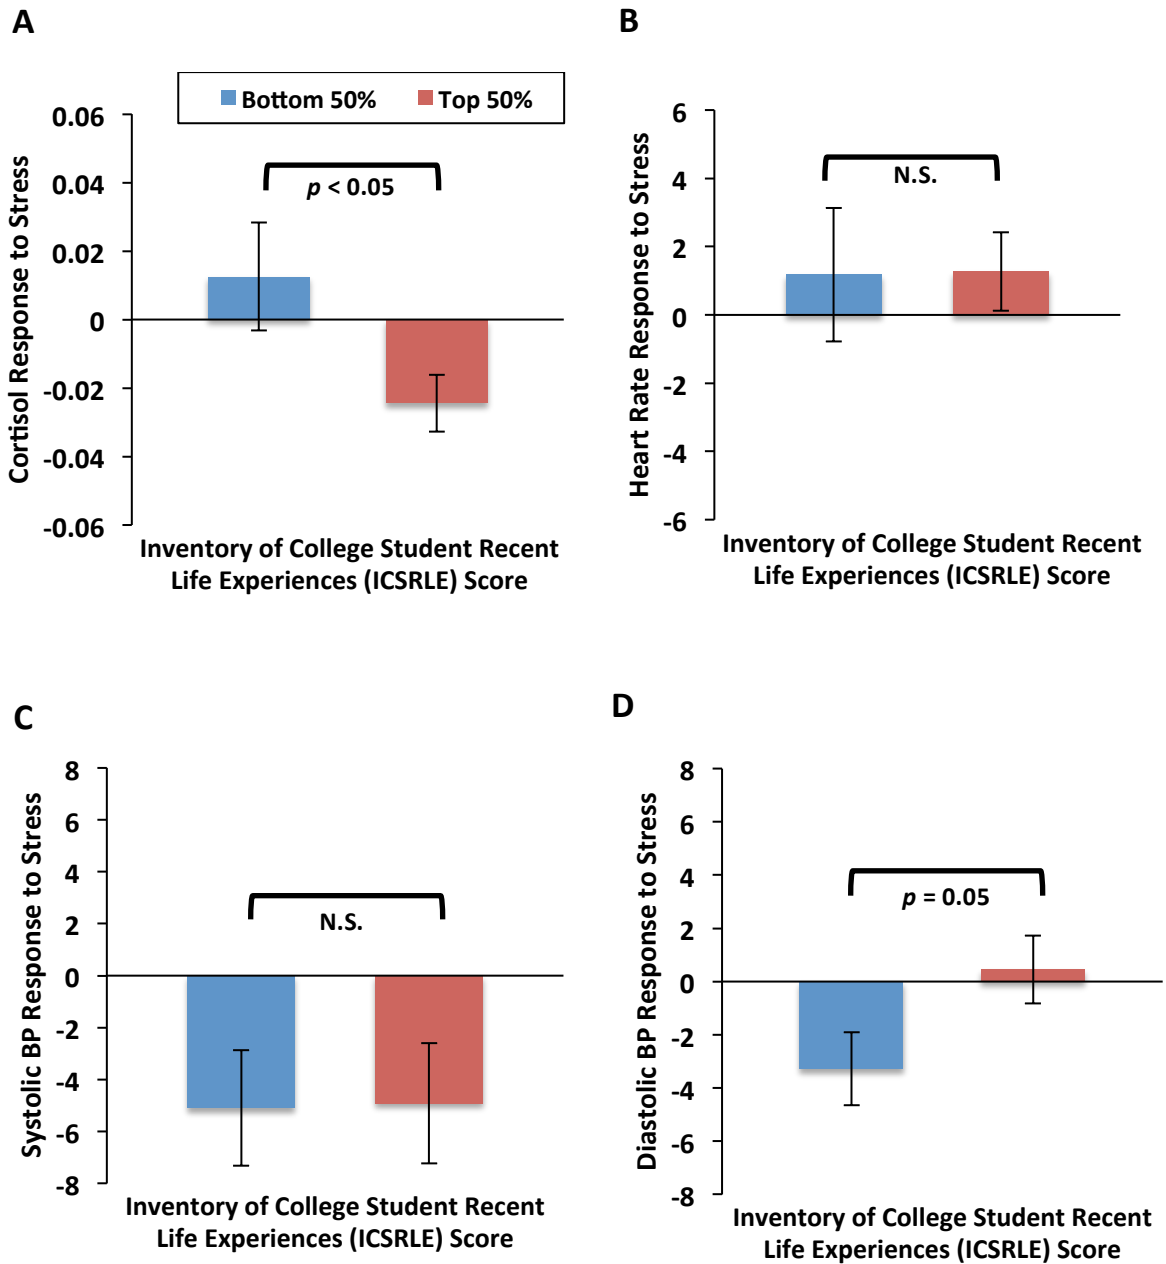 A
Bottom 50% Top 50%
0.06
0.04
0.02
0
-0.02
-0.04
-0.06
Cortisol Response to Stress
p < 0.05
Inventory of College Student Recent
Life Experiences (ICSRLE) Score
B
6
4
2
0
-2
-4
-6
Heart Rate Response to Stress
N.S.
Inventory of College Student Recent
Life Experiences (ICSRLE) Score
C
8
6
4
2
0
-2
-4
-6
-8
Systolic BP Response to Stress
N.S.
Inventory of College Student Recent
Life Experiences (ICSRLE) Score
D
8
6
4
2
0
-2
-4
-6
-8
Diastolic BP Response to Stress
p = 0.05
Inventory of College Student Recent
Life Experiences (ICSRLE) Score